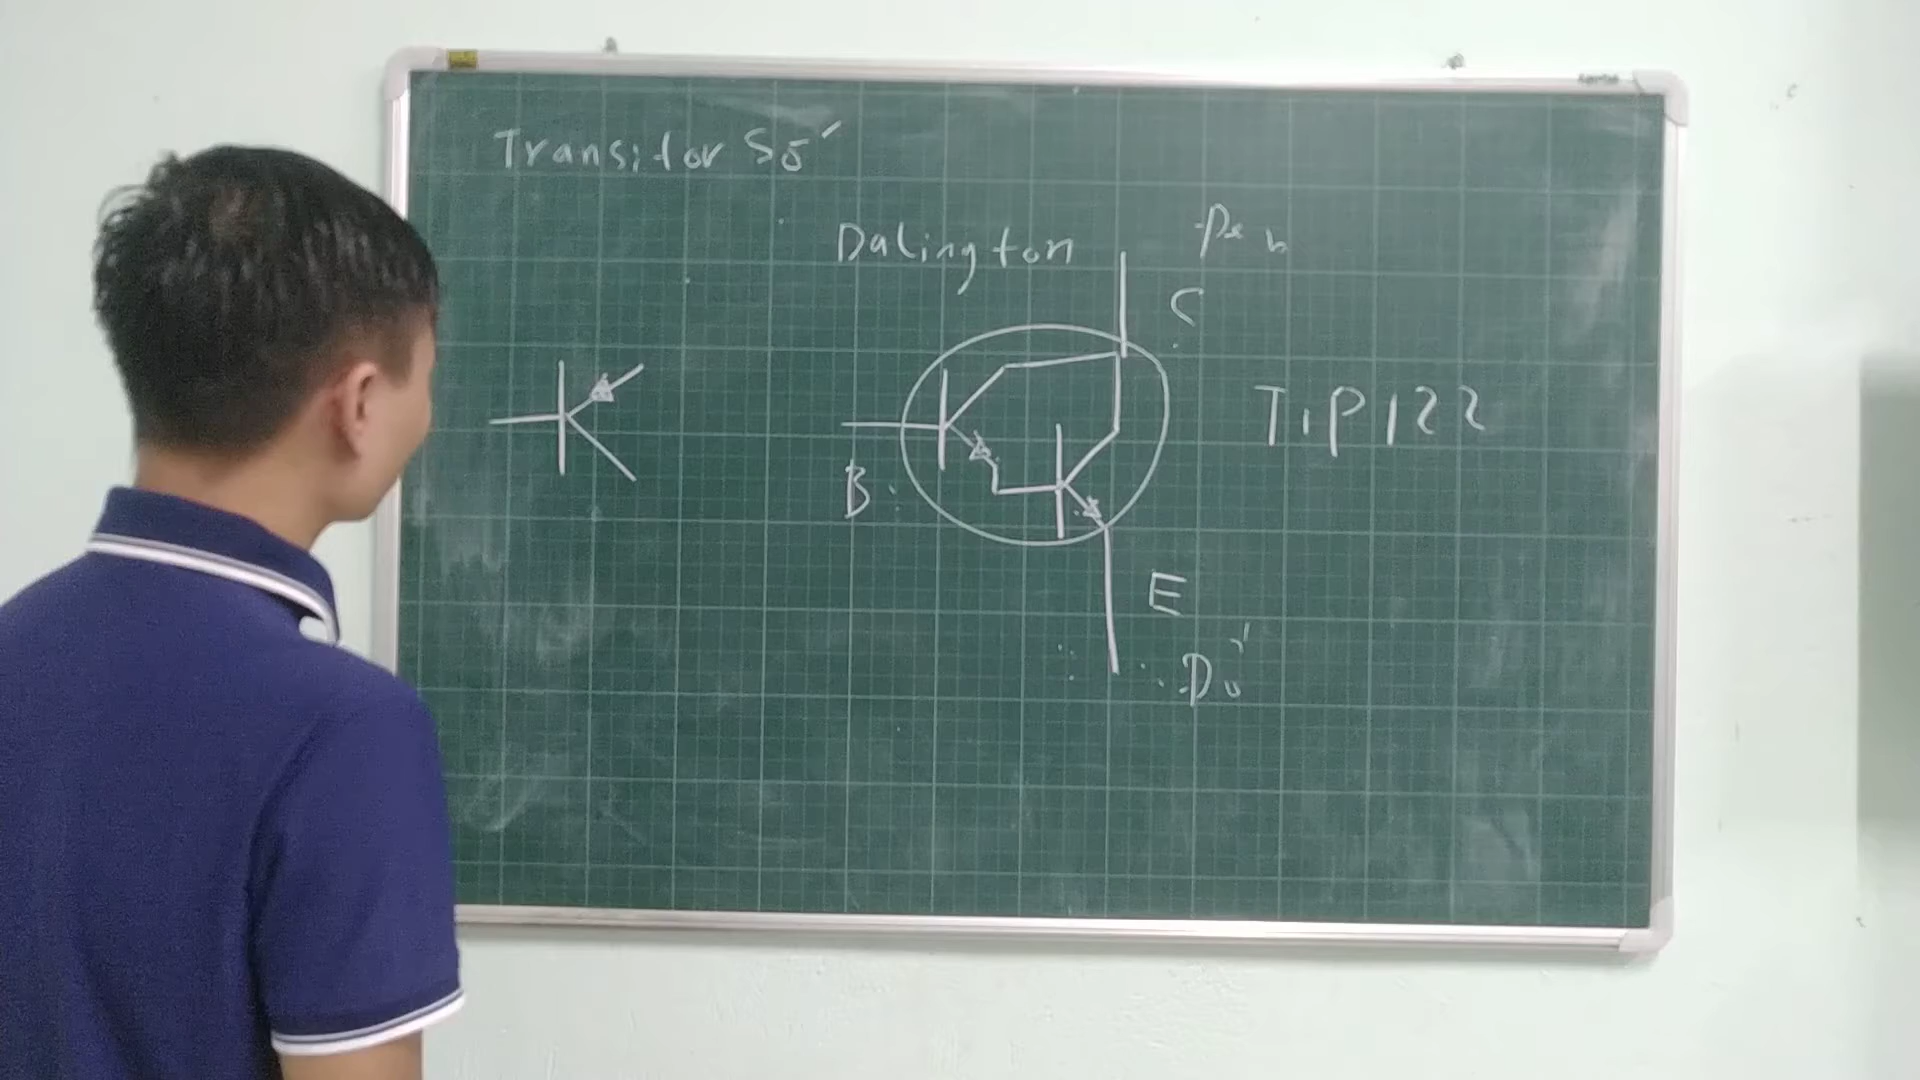 Transitor Số
Dalington
C
TIP122
B
E